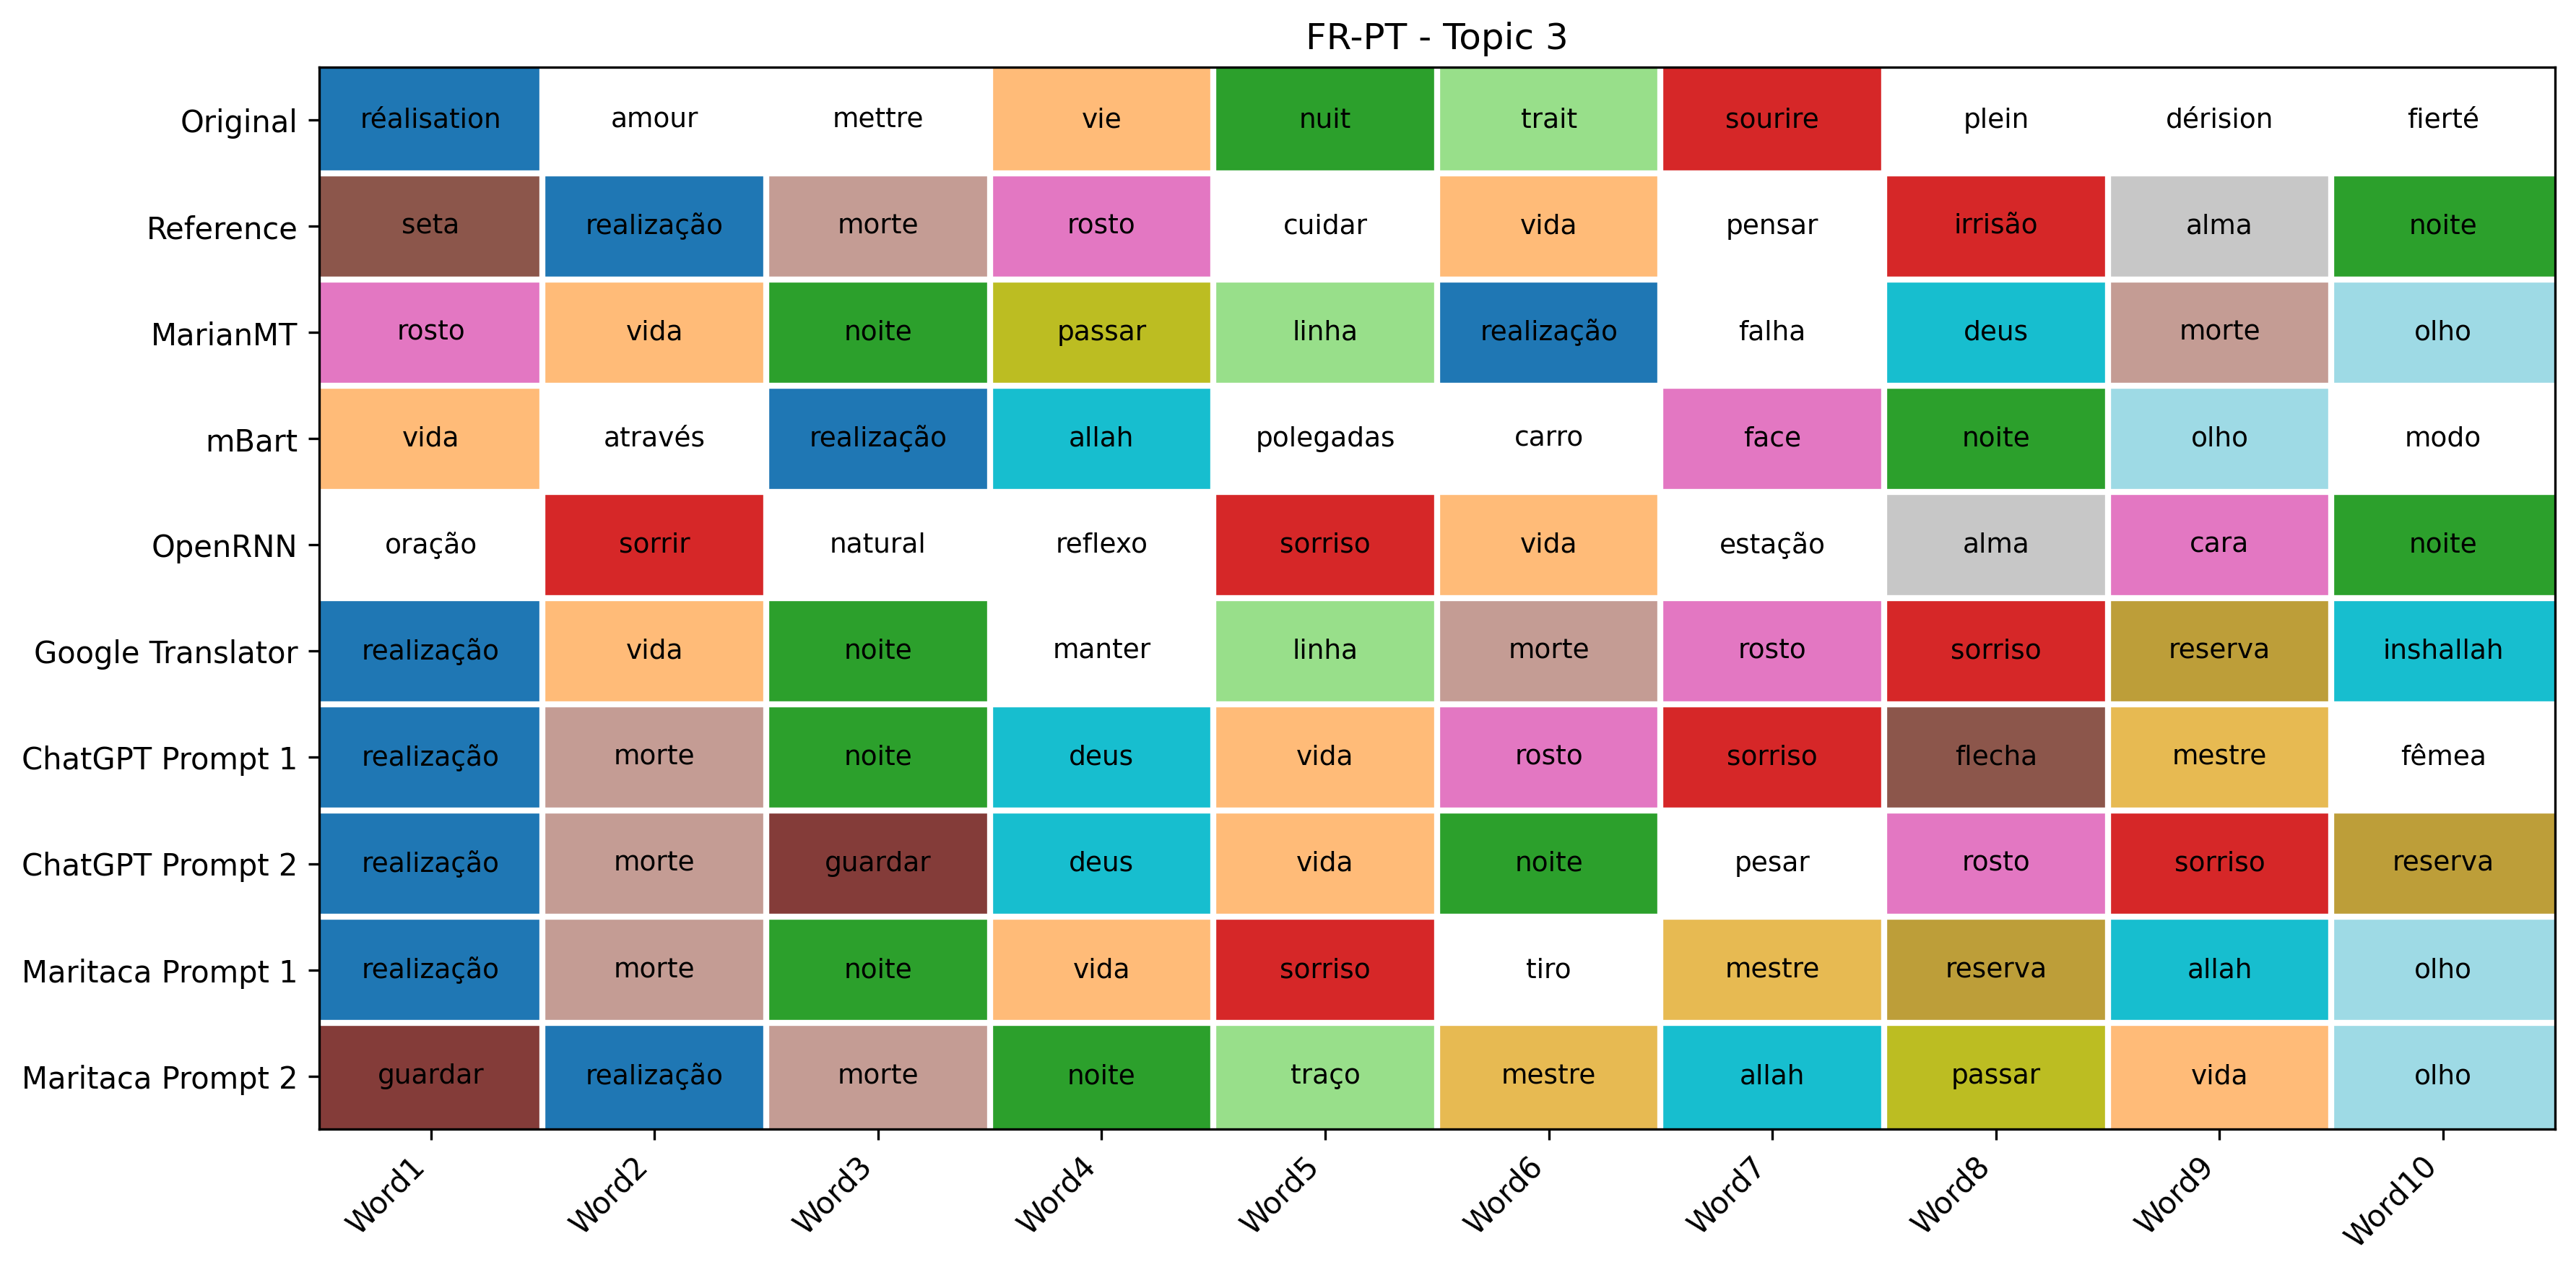 FR-PT - Topic 3
Original réalisation amour mettre vie nuit trait sourire plein dérision fierté
Reference seta realização morte rosto cuidar vida pensar irrisão alma noite
MarianMT rosto vida noite passar linha realização falha deus morte olho
mBart vida através realização allah polegadas carro face noite olho modo
OpenRNN oração sorrir natural reflexo sorriso vida estação alma cara noite
Google Translator realização vida noite manter linha morte rosto sorriso reserva inshallah
ChatGPT Prompt 1 realização morte noite deus vida rosto sorriso flecha mestre fêmea
ChatGPT Prompt 2 realização morte guardar deus vida noite pesar rosto sorriso reserva
Maritaca Prompt 1 realização morte noite vida sorriso tiro mestre reserva allah olho
Maritaca Prompt 2 guardar realização morte noite traço mestre allah passar vida olho
Word1 Word2 Word3 Word4 Word5 Word6 Word7 Word8 Word9 Word10